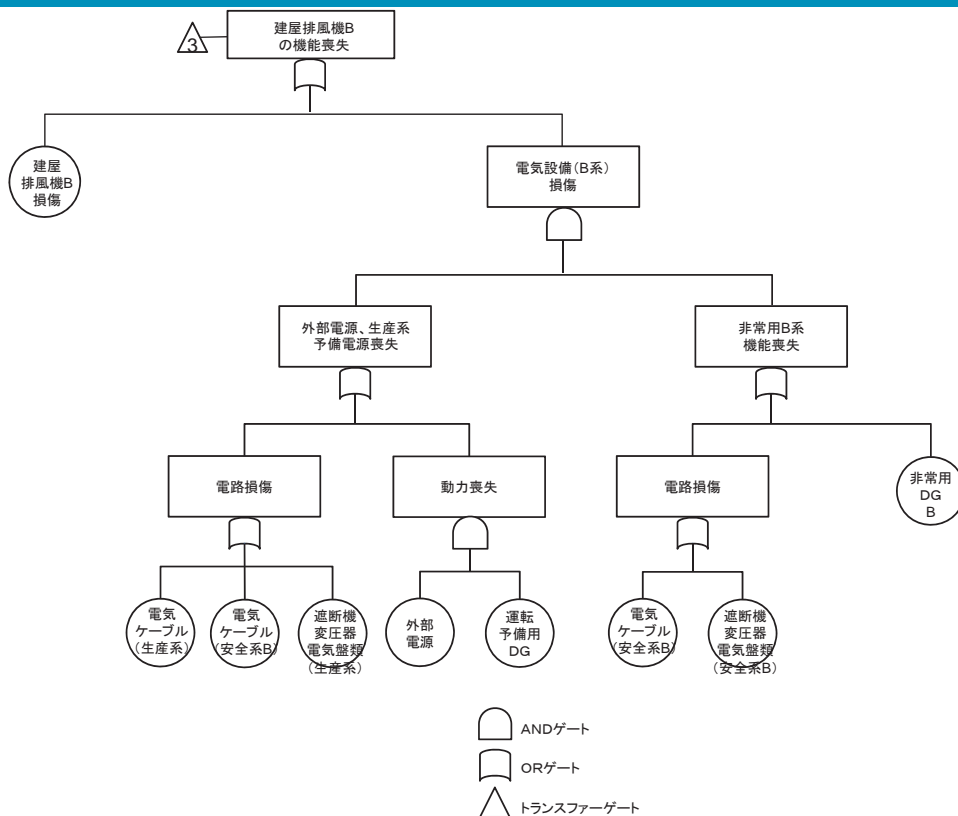 3
建屋排風機B
の機能喪失
建屋
排風機B
損傷
電気設備(B系)
損傷
外部電源、生産系
予備電源喪失
非常用B系
機能喪失
電路損傷
動力喪失
電路損傷
非常用
DG
B
電気
ケーブル
(生産系)
電気
ケーブル
(安全系B)
遮断機
変圧器
電気盤類
(生産系)
外部
電源
運転
予備用
DG
電気
ケーブル
(安全系B)
遮断機
変圧器
電気盤類
(安全系B)
ANDゲート
ORゲート
トランスファーゲート